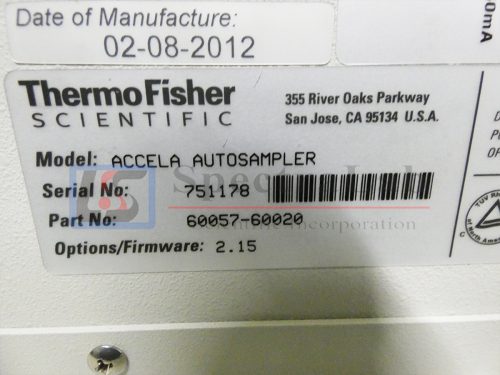 Date of Manufacture:
02-08-2012
0mA
ThermoFisher
SCIENTIFIC
355 River Oaks Parkway
San Jose, CA 95134 U.S.A.
Model: ACCELA AUTOSAMPLER
Serial No: 751178
Part No: 60057-60020
Options/Firmware: 2.15